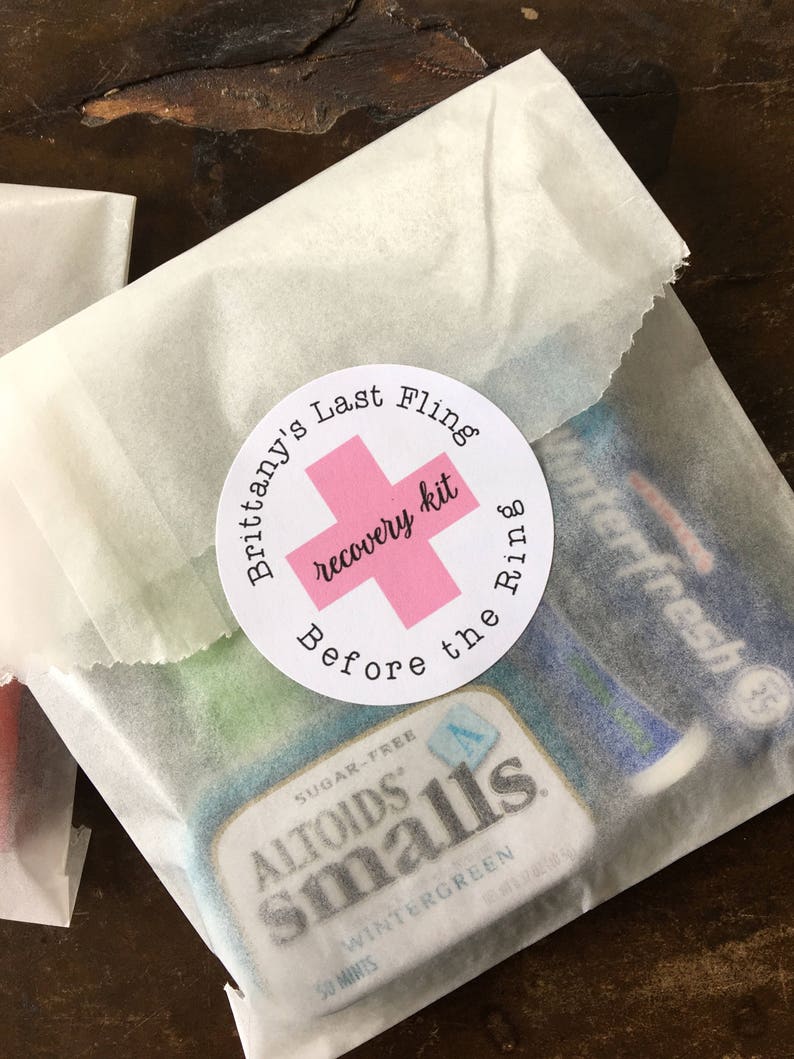 Brittany's Last Fling
recovery kit
Before the Ring
Winterfresh
SUGAR-FREE
ALTOIDS®
smalls®
WINTERGREEN
50 MINTS